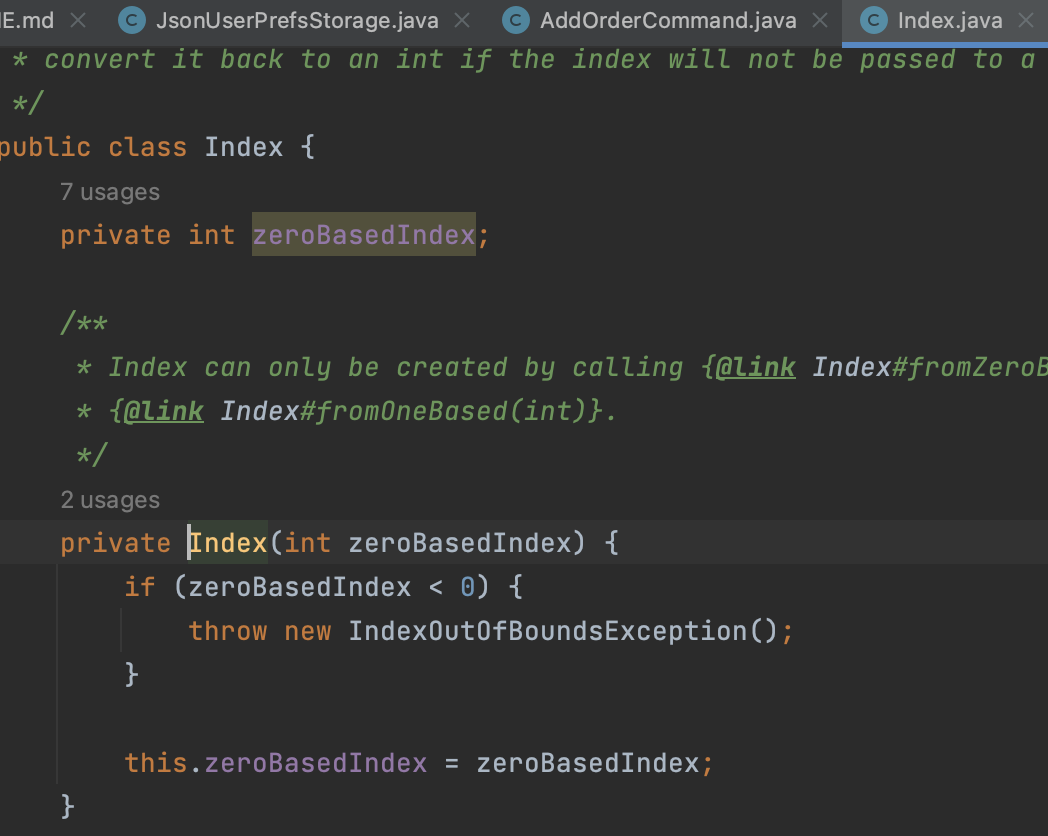 E.md JsonUserPrefsStorage.java AddOrderCommand.java Index.java
* convert it back to an int if the index will not be passed to a
*/
public class Index {
7 usages
private int zeroBasedIndex;
/**
* Index can only be created by calling {@link Index#fromZeroB
* {@link Index#fromOneBased(int)}.
*/
2 usages
private Index(int zeroBasedIndex) {
if (zeroBasedIndex < 0) {
throw new IndexOutOfBoundsException();
}
this.zeroBasedIndex = zeroBasedIndex;
}